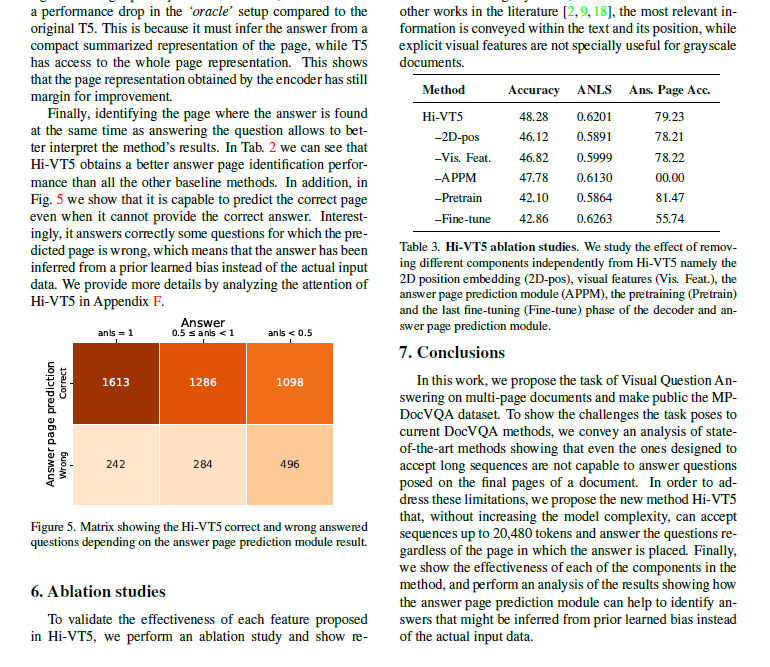 a performance drop in the ‘oracle’ setup compared to the
original T5. This is because it must infer the answer from a
compact summarized representation of the page, while T5
has access to the whole page representation. This shows
that the page representation obtained by the encoder has still
margin for improvement.
Finally, identifying the page where the answer is found
at the same time as answering the question allows to bet-
ter interpret the method’s results. In Tab. 2 we can see that
Hi-VT5 obtains a better answer page identification perfor-
mance than all the other baseline methods. In addition, in
Fig. 5 we show that it is capable to predict the correct page
even when it cannot provide the correct answer. Interest-
ingly, it answers correctly some questions for which the pre-
dicted page is wrong, which means that the answer has been
inferred from a prior learned bias instead of the actual input
data. We provide more details by analyzing the attention of
Hi-VT5 in Appendix F.
Answer
anls = 1 0.5 ≤ anls < 1 anls < 0.5
Answer page prediction
Correct
1613 1286 1098
Wrong
242 284 496
Figure 5. Matrix showing the Hi-VT5 correct and wrong answered
questions depending on the answer page prediction module result.
6. Ablation studies
To validate the effectiveness of each feature proposed
in Hi-VT5, we perform an ablation study and show re-
other works in the literature [2, 9, 18], the most relevant in-
formation is conveyed within the text and its position, while
explicit visual features are not specially useful for grayscale
documents.
Method Accuracy ANLS Ans. Page Acc.
Hi-VT5 48.28 0.6201 79.23
–2D-pos 46.12 0.5891 78.21
–Vis. Feat. 46.82 0.5999 78.22
–APPM 47.78 0.6130 00.00
–Pretrain 42.10 0.5864 81.47
–Fine-tune 42.86 0.6263 55.74
Table 3. Hi-VT5 ablation studies. We study the effect of remov-
ing different components independently from Hi-VT5 namely the
2D position embedding (2D-pos), visual features (Vis. Feat.), the
answer page prediction module (APPM), the pretraining (Pretrain)
and the last fine-tuning (Fine-tune) phase of the decoder and an-
swer page prediction module.
7. Conclusions
In this work, we propose the task of Visual Question An-
swering on multi-page documents and make public the MP-
DocVQA dataset. To show the challenges the task poses to
current DocVQA methods, we convey an analysis of state-
of-the-art methods showing that even the ones designed to
accept long sequences are not capable to answer questions
posed on the final pages of a document. In order to ad-
dress these limitations, we propose the new method Hi-VT5
that, without increasing the model complexity, can accept
sequences up to 20,480 tokens and answer the questions re-
gardless of the page in which the answer is placed. Finally,
we show the effectiveness of each of the components in the
method, and perform an analysis of the results showing how
the answer page prediction module can help to identify an-
swers that might be inferred from prior learned bias instead
of the actual input data.